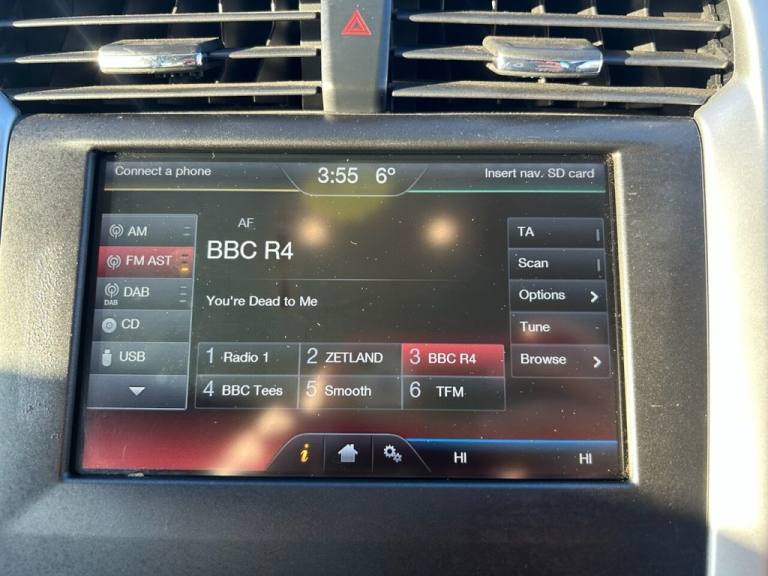 Connect a phone
3:55 6°
Insert nav. SD card
AM
FM AST
DAB
DAB
CD
USB
AF
BBC R4
You're Dead to Me
1 Radio 1
2 ZETLAND
3 BBC R4
4 BBC Tees
5 Smooth
6 TFM
TA
Scan
Options
Tune
Browse
i
HI
HI